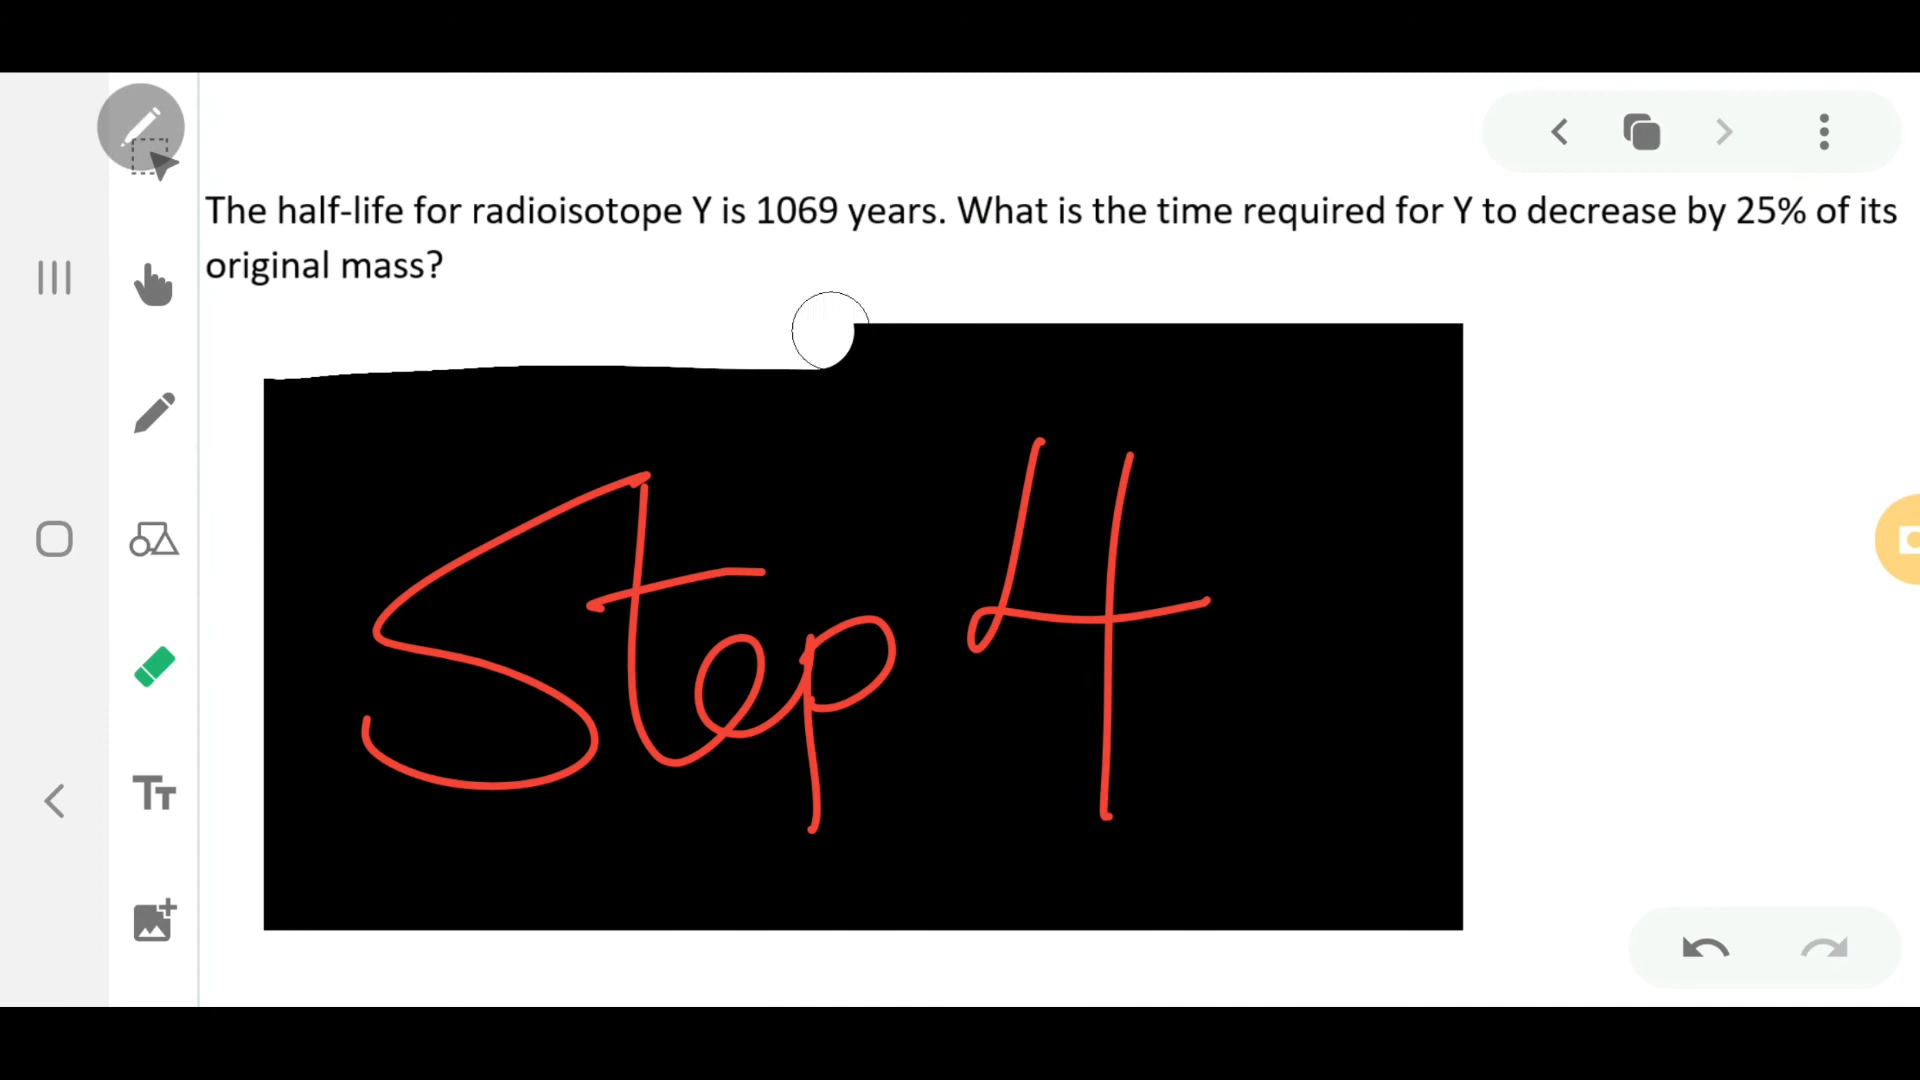 The half-life for radioisotope Y is 1069 years. What is the time required for Y to decrease by 25% of its
original mass?
Step 4
TT